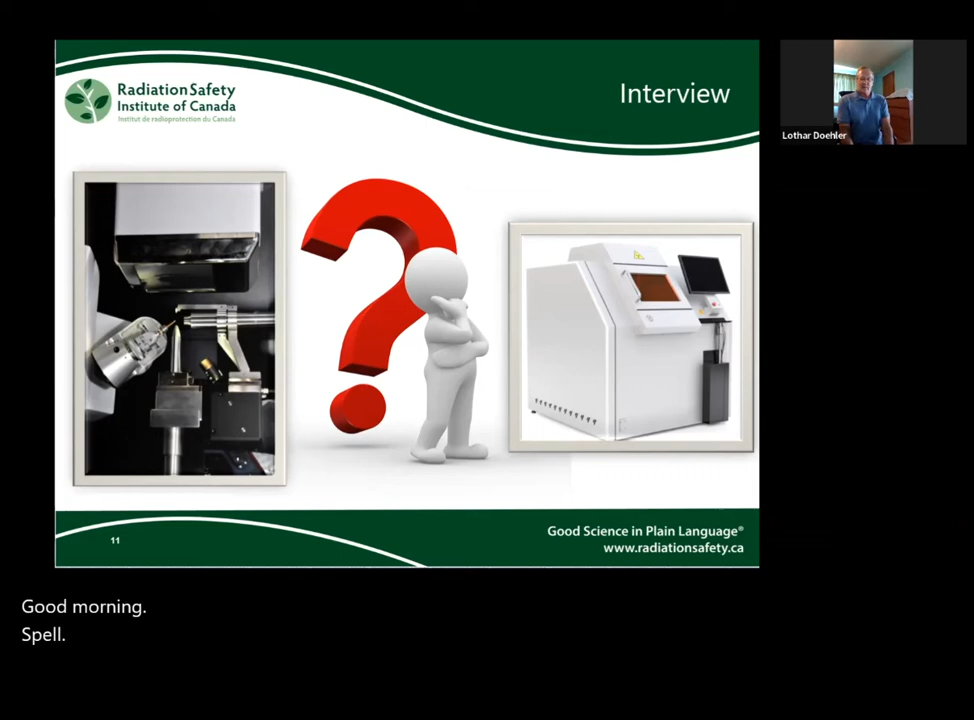 Radiation Safety
Institute of Canada
Institut de radioprotection du Canada
Interview
Lothar Doehler
11
Good Science in Plain Language®
www.radiationsafety.ca
Good morning.
Spell.